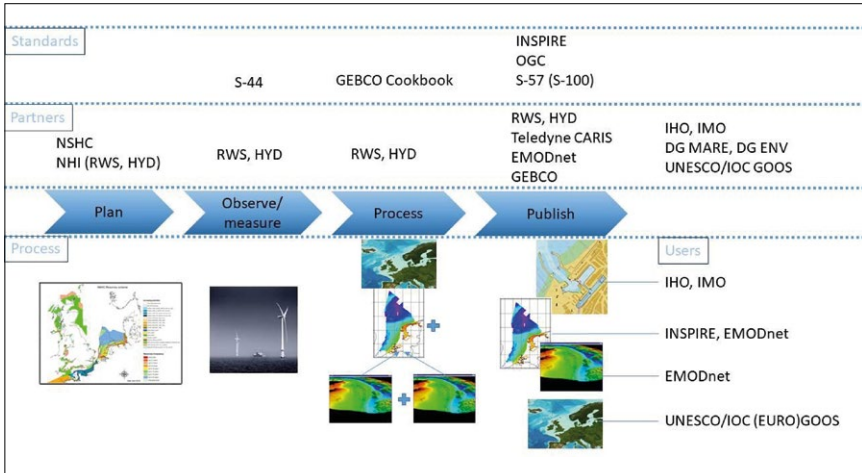 Standards
S-44
GEBCO Cookbook
INSPIRE
OGC
S-57 (S-100)
Partners
NSHC
NHI (RWS, HYD)
RWS, HYD
RWS, HYD
RWS, HYD
Teledyne CARIS
EMODnet
GEBCO
IHO, IMO
DG MARE, DG ENV
UNESCO/IOC GOOS
Plan
Observe/
measure
Process
Publish
Process
Users
IHO, IMO
INSPIRE, EMODnet
EMODnet
UNESCO/IOC (EURO)GOOS